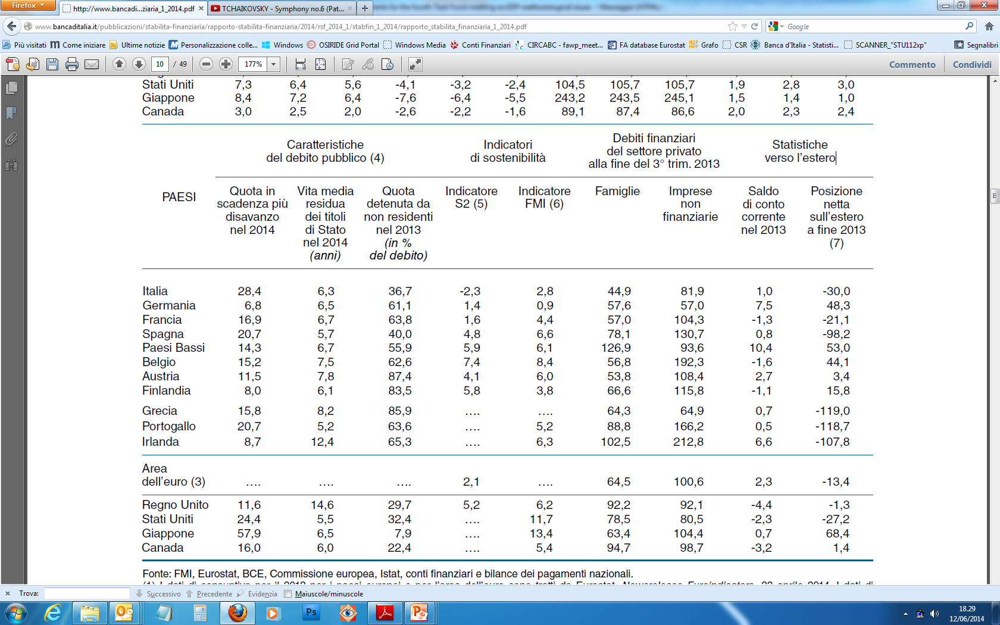 Firefox
http://www.bancadi...ziaria_1_2014.pdf
TCHAIKOVSKY - Symphony no.6 (Pat...
www.bancaditalia.it/pubblicazioni/stabilita-finanziaria/rapporto-stabilita-finanziaria/2014/rsf_2014_1/stabfin_1_2014/rapporto_stabilita_finanziaria_1_2014.pdf
Google
Più visitati Come iniziare Ultime notizie Personalizzazione colle... Windows OSIRIDE Grid Portal Windows Media Conti Finanziari CIRCABC - fawp_meet... FA database Eurostat Grafo CSR Banca d'Italia - Statisti... SCANNER_"STU112xp" Segnalibri
10 / 49 177% Commento Condividi
Stati Uniti 7,3 6,4 5,6 -4,1 -3,2 -2,4 104,5 105,7 105,7 1,9 2,8 3,0
Giappone 8,4 7,2 6,4 -7,6 -6,4 -5,5 243,2 243,5 245,1 1,5 1,4 1,0
Canada 3,0 2,5 2,0 -2,6 -2,2 -1,6 89,1 87,4 86,6 2,0 2,3 2,4
Caratteristiche
del debito pubblico (4)
Indicatori
di sostenibilità
Debiti finanziari
del settore privato
alla fine del 3° trim. 2013
Statistiche
verso l'estero
PAESI
Quota in
scadenza più
disavanzo
nel 2014
Vita media
residua
dei titoli
di Stato
nel 2014
(anni)
Quota
detenuta da
non residenti
nel 2013
(in %
del debito)
Indicatore
S2 (5)
Indicatore
FMI (6)
Famiglie
Imprese
non
finanziarie
Saldo
di conto
corrente
nel 2013
Posizione
netta
sull'estero
a fine 2013
(7)
Italia 28,4 6,3 36,7 -2,3 2,8 44,9 81,9 1,0 -30,0
Germania 6,8 6,5 61,1 1,4 0,9 57,6 57,0 7,5 48,3
Francia 16,9 6,7 63,8 1,6 4,4 57,0 104,3 -1,3 -21,1
Spagna 20,7 5,7 40,0 4,8 6,6 78,1 130,7 0,8 -98,2
Paesi Bassi 14,3 6,7 55,9 5,9 6,1 126,9 93,6 10,4 53,0
Belgio 15,2 7,5 62,6 7,4 8,4 56,8 192,3 -1,6 44,1
Austria 11,5 7,8 87,4 4,1 6,0 53,8 108,4 2,7 3,4
Finlandia 8,0 6,1 83,5 5,8 3,8 66,6 115,8 -1,1 15,8
Grecia 15,8 8,2 85,9 .... .... 64,3 64,9 0,7 -119,0
Portogallo 20,7 5,2 63,6 .... 5,2 88,8 166,2 0,5 -118,7
Irlanda 8,7 12,4 65,3 .... 6,3 102,5 212,8 6,6 -107,8
Area
dell'euro (3) .... .... .... 2,1 .... 64,5 100,6 2,3 -13,4
Regno Unito 11,6 14,6 29,7 5,2 6,2 92,2 92,1 -4,4 -1,3
Stati Uniti 24,4 5,5 32,4 .... 11,7 78,5 80,5 -2,3 -27,2
Giappone 57,9 6,5 7,9 .... 13,4 63,4 104,4 0,7 68,4
Canada 16,0 6,0 22,4 .... 5,4 94,7 98,7 -3,2 1,4
Fonte: FMI, Eurostat, BCE, Commissione europea, Istat, conti finanziari e bilance dei pagamenti nazionali.
Trova: Successivo Precedente Evidenzia Maiuscole/minuscole
Ps
18.29
12/06/2014